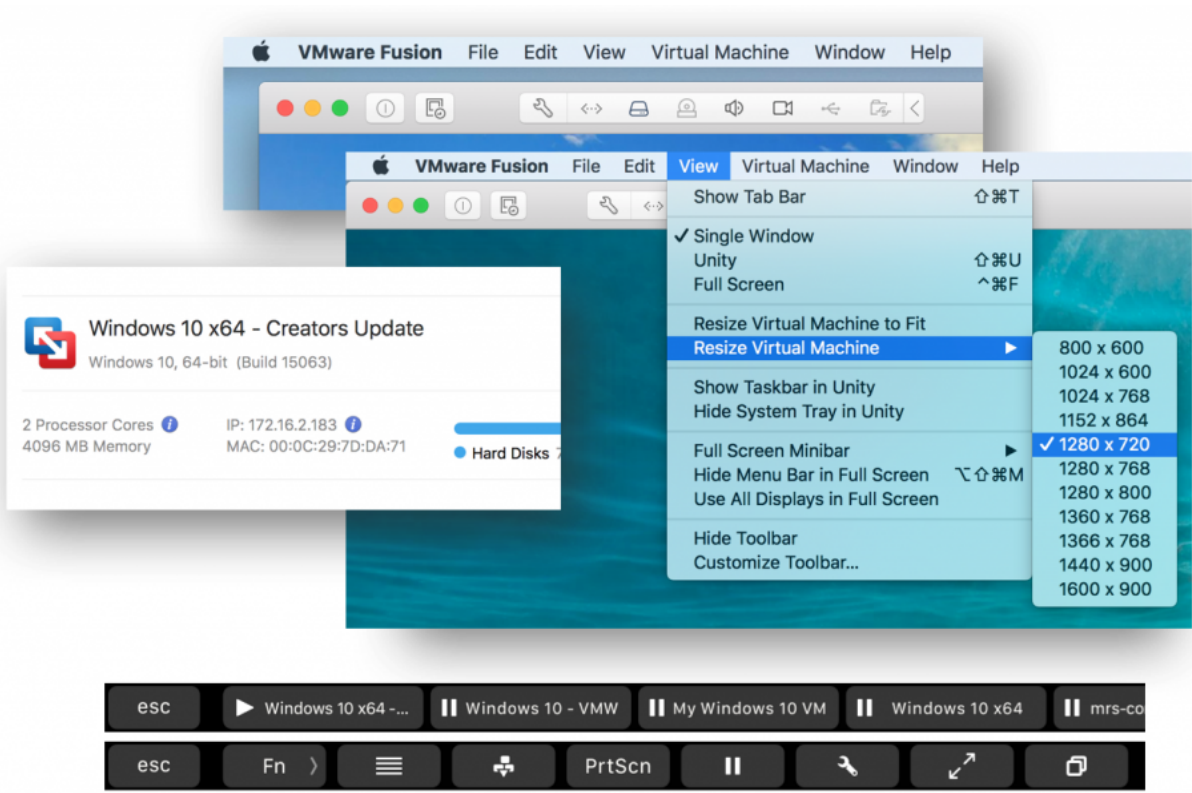 VMware Fusion File Edit View Virtual Machine Window Help
VMware Fusion File Edit View Virtual Machine Window Help
Show Tab Bar ⇧⌘T
✓ Single Window
Unity ⇧⌘U
Full Screen ^⌘F
Resize Virtual Machine to Fit
Resize Virtual Machine ▶
Show Taskbar in Unity
Hide System Tray in Unity
Full Screen Minibar ▶
Hide Menu Bar in Full Screen ⌥⇧⌘M
Use All Displays in Full Screen
Hide Toolbar
Customize Toolbar...
800 x 600
1024 x 600
1024 x 768
1152 x 864
✓ 1280 x 720
1280 x 768
1280 x 800
1360 x 768
1366 x 768
1440 x 900
1600 x 900
Windows 10 x64 - Creators Update
Windows 10, 64-bit (Build 15063)
2 Processor Cores
4096 MB Memory
IP: 172.16.2.183
MAC: 00:0C:29:7D:DA:71
Hard Disks
esc Windows 10 x64 -... Windows 10 - VMW My Windows 10 VM Windows 10 x64 mrs-co
esc Fn PrtScn